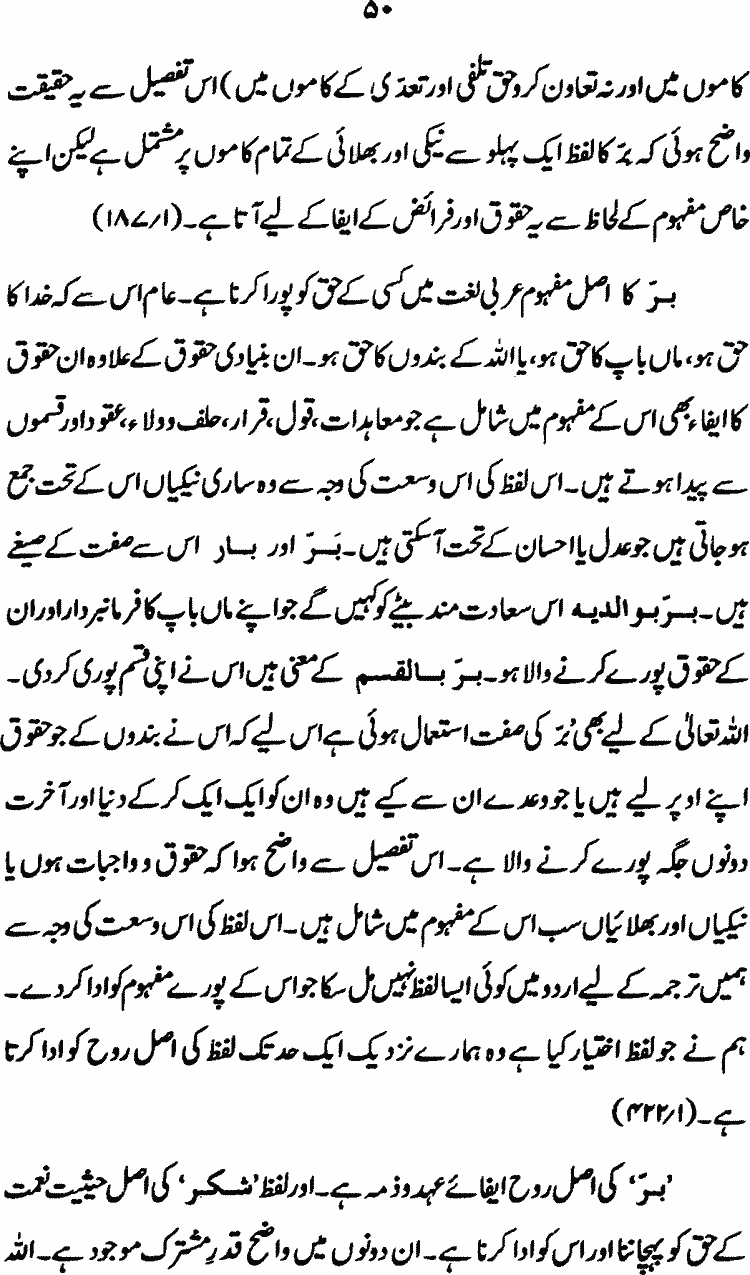 ۵۰
کاموں میں اور نہ تعاون کرو حق تلفی اور تعدّی کے کاموں میں) اس تفصیل سے یہ حقیقت
واضح ہوئی کہ برّ کا لفظ ایک پہلو سے نیکی اور بھلائی کے تمام کاموں پر مشتمل ہے لیکن اپنے
خاص مفہوم کے لحاظ سے یہ حقوق اور فرائض کے ایفا کے لیے آتا ہے۔ (۱/۱۸۷)
بـرّ کا اصل مفہوم عربی لغت میں کسی کے حق کو پورا کرنا ہے۔ عام اس سے کہ خدا کا
حق ہو، ماں باپ کا حق ہو، یا اللہ کے بندوں کا حق ہو۔ ان بنیادی حقوق کے علاوہ ان حقوق
کا ایفاء بھی اس کے مفہوم میں شامل ہے جو معاہدات، قول، قرار، حلف و ولاء، عقود اور قسموں
سے پیدا ہوتے ہیں۔ اس لفظ کی اس وسعت کی وجہ سے وہ ساری نیکیاں اس کے تحت جمع
ہو جاتی ہیں جو عدل یا احسان کے تحت آ سکتی ہیں۔ بَـرّ اور بـار اس سے صفت کے صیغے
ہیں۔ بـرّ بـو الديه اس سعادت مند بیٹے کو کہیں گے جو اپنے ماں باپ کا فرمانبردار اور ان
کے حقوق پورے کرنے والا ہو۔ بـرّ بـالقسم کے معنی ہیں اس نے اپنی قسم پوری کر دی۔
اللہ تعالیٰ کے لیے بھی ’بَرّ کی صفت استعمال ہوئی ہے اس لیے کہ اس نے بندوں کے جو حقوق
اپنے اوپر لیے ہیں یا جو وعدے ان سے کیے ہیں وہ ان کو ایک ایک کر کے دنیا اور آخرت
دونوں جگہ پورے کرنے والا ہے۔ اس تفصیل سے واضح ہوا کہ حقوق و واجبات ہوں یا
نیکیاں اور بھلائیاں سب اس کے مفہوم میں شامل ہیں۔ اس لفظ کی اس وسعت کی وجہ سے
ہمیں ترجمہ کے لیے اردو میں کوئی ایسا لفظ نہیں مل سکا جو اس کے پورے مفہوم کو ادا کر دے۔
ہم نے جو لفظ اختیار کیا ہے وہ ہمارے نزدیک ایک حد تک لفظ کی اصل روح کو ادا کرتا
ہے۔ (۱/۴۲۲)
’بـرّ‘ کی اصل روح ایفائے عہد و ذمہ ہے۔ اور لفظ ’شـکـر‘ کی اصل حیثیت نعمت
کے حق کو پہچاننا اور اس کو ادا کرنا ہے۔ ان دونوں میں واضح قدرِ مشترک موجود ہے۔ اللہ